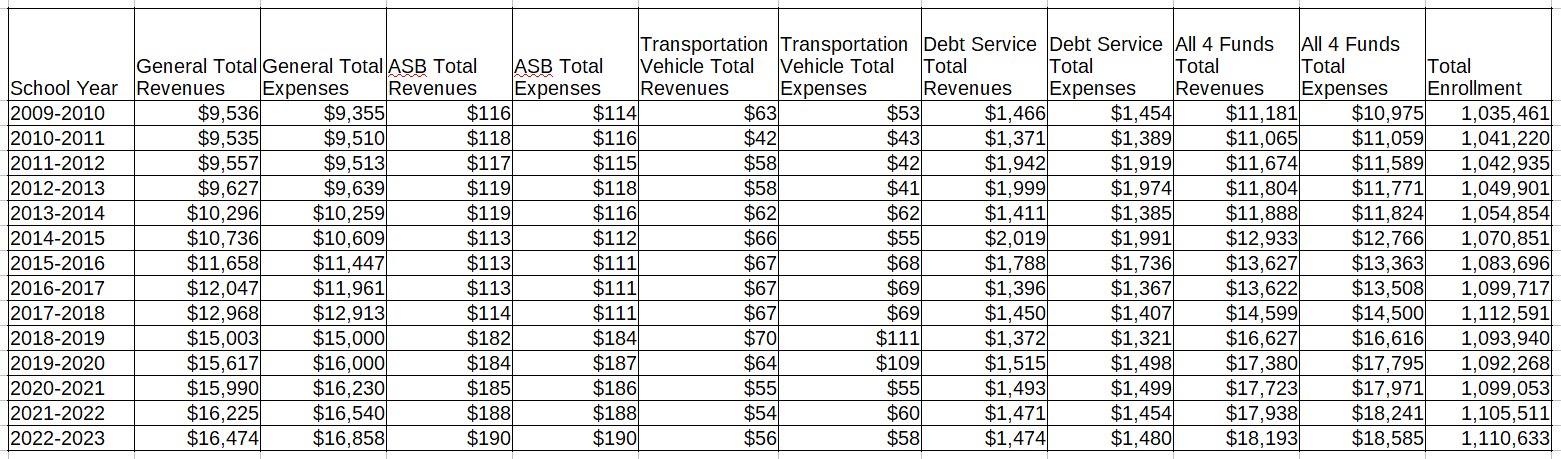 School Year General Total Revenues General Total Expenses ASB Total Revenues ASB Total Expenses Transportation Vehicle Total Revenues Transportation Vehicle Total Expenses Debt Service Total Revenues Debt Service Total Expenses All 4 Funds Total Revenues All 4 Funds Total Expenses Total Enrollment
2009-2010 $9,536 $9,355 $116 $114 $63 $53 $1,466 $1,454 $11,181 $10,975 1,035,461
2010-2011 $9,535 $9,510 $118 $116 $42 $43 $1,371 $1,389 $11,065 $11,059 1,041,220
2011-2012 $9,557 $9,513 $117 $115 $58 $42 $1,942 $1,919 $11,674 $11,589 1,042,935
2012-2013 $9,627 $9,639 $119 $118 $58 $41 $1,999 $1,974 $11,804 $11,771 1,049,901
2013-2014 $10,296 $10,259 $119 $116 $62 $62 $1,411 $1,385 $11,888 $11,824 1,054,854
2014-2015 $10,736 $10,609 $113 $112 $66 $55 $2,019 $1,991 $12,933 $12,766 1,070,851
2015-2016 $11,658 $11,447 $113 $111 $67 $68 $1,788 $1,736 $13,627 $13,363 1,083,696
2016-2017 $12,047 $11,961 $113 $111 $67 $69 $1,396 $1,367 $13,622 $13,508 1,099,717
2017-2018 $12,968 $12,913 $114 $111 $67 $69 $1,450 $1,407 $14,599 $14,500 1,112,591
2018-2019 $15,003 $15,000 $182 $184 $70 $111 $1,372 $1,321 $16,627 $16,616 1,093,940
2019-2020 $15,617 $16,000 $184 $187 $64 $109 $1,515 $1,498 $17,380 $17,795 1,092,268
2020-2021 $15,990 $16,230 $185 $186 $55 $55 $1,493 $1,499 $17,723 $17,971 1,099,053
2021-2022 $16,225 $16,540 $188 $188 $54 $60 $1,471 $1,454 $17,938 $18,241 1,105,511
2022-2023 $16,474 $16,858 $190 $190 $56 $58 $1,474 $1,480 $18,193 $18,585 1,110,633